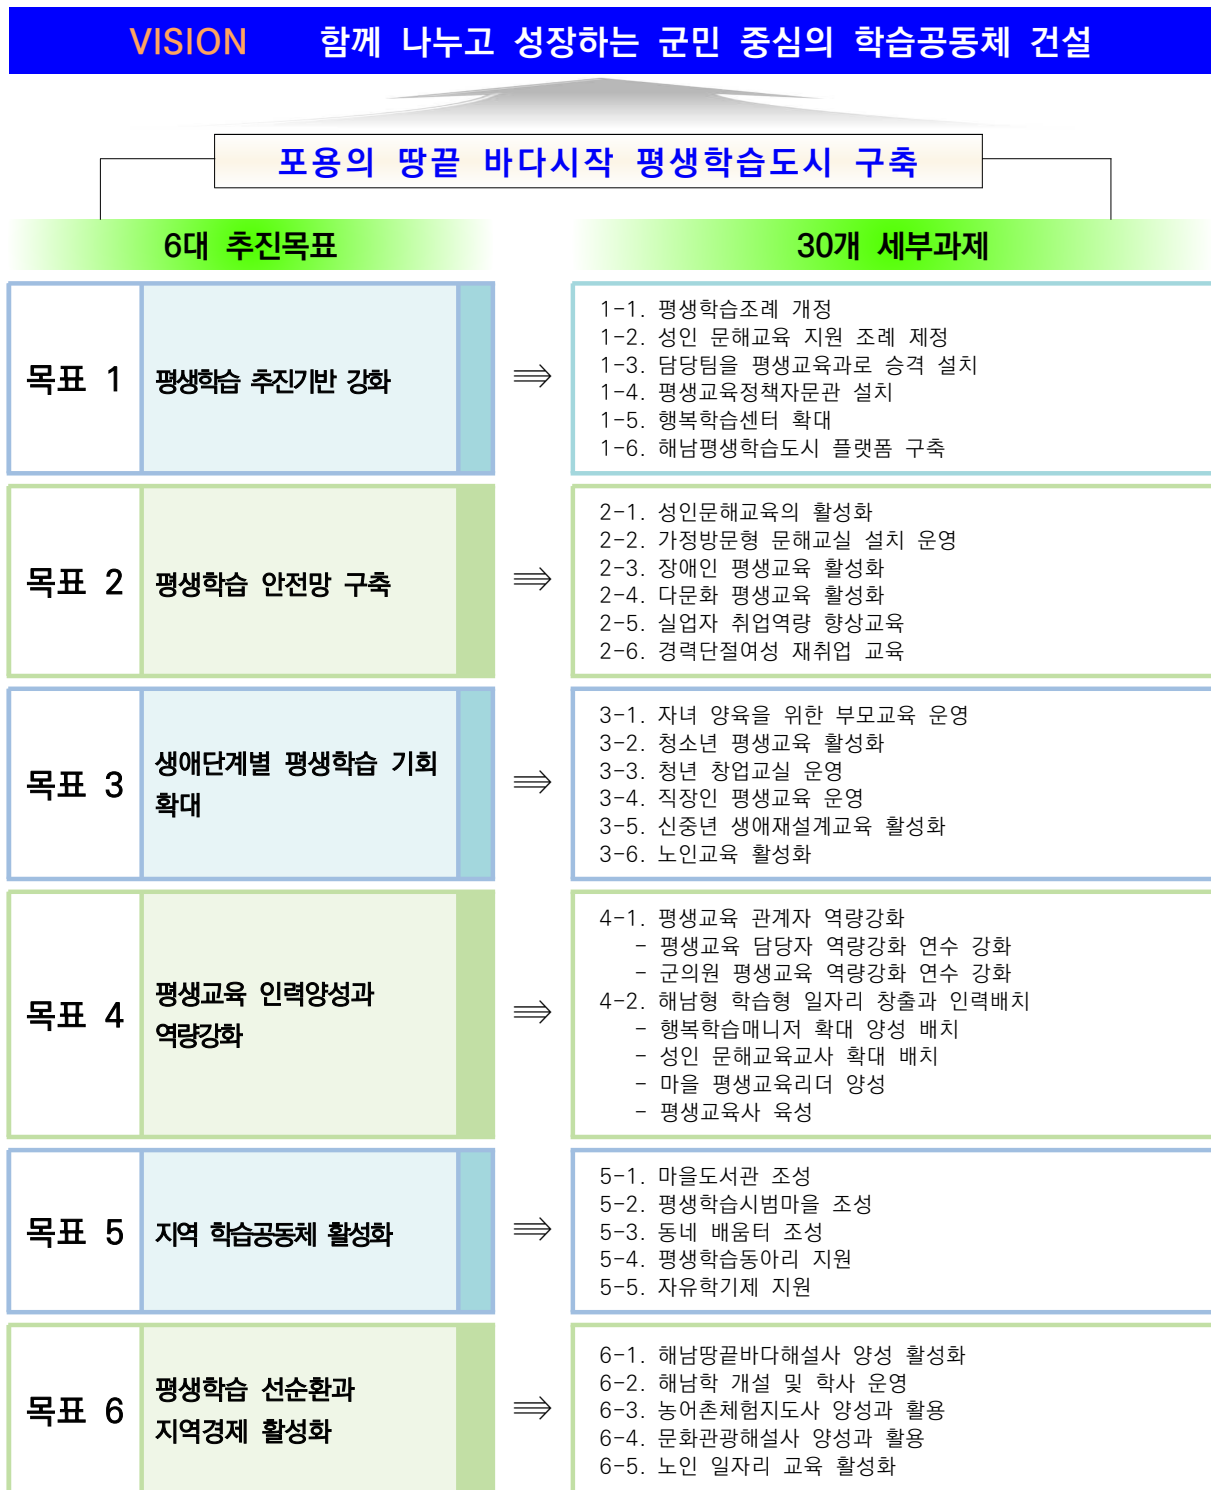 VISION 함께 나누고 성장하는 군민 중심의 학습공동체 건설
포용의 땅끝 바다시작 평생학습도시 구축
6대 추진목표
30개 세부과제
목표 1
평생학습 추진기반 강화
⇛
1-1. 평생학습조례 개정
1-2. 성인 문해교육 지원 조례 제정
1-3. 담당팀을 평생교육과로 승격 설치
1-4. 평생교육정책자문관 설치
1-5. 행복학습센터 확대
1-6. 해남평생학습도시 플랫폼 구축
목표 2
평생학습 안전망 구축
⇛
2-1. 성인문해교육의 활성화
2-2. 가정방문형 문해교실 설치 운영
2-3. 장애인 평생교육 활성화
2-4. 다문화 평생교육 활성화
2-5. 실업자 취업역량 향상교육
2-6. 경력단절여성 재취업 교육
목표 3
생애단계별 평생학습 기회
확대
⇛
3-1. 자녀 양육을 위한 부모교육 운영
3-2. 청소년 평생교육 활성화
3-3. 청년 창업교실 운영
3-4. 직장인 평생교육 운영
3-5. 신중년 생애재설계교육 활성화
3-6. 노인교육 활성화
목표 4
평생교육 인력양성과
역량강화
⇛
4-1. 평생교육 관계자 역량강화
- 평생교육 담당자 역량강화 연수 강화
- 군의원 평생교육 역량강화 연수 강화
4-2. 해남형 학습형 일자리 창출과 인력배치
- 행복학습매니저 확대 양성 배치
- 성인 문해교육교사 확대 배치
- 마을 평생교육리더 양성
- 평생교육사 육성
목표 5
지역 학습공동체 활성화
⇛
5-1. 마을도서관 조성
5-2. 평생학습시범마을 조성
5-3. 동네 배움터 조성
5-4. 평생학습동아리 지원
5-5. 자유학기제 지원
목표 6
평생학습 선순환과
지역경제 활성화
⇛
6-1. 해남땅끝바다해설사 양성 활성화
6-2. 해남학 개설 및 학사 운영
6-3. 농어촌체험지도사 양성과 활용
6-4. 문화관광해설사 양성과 활용
6-5. 노인 일자리 교육 활성화